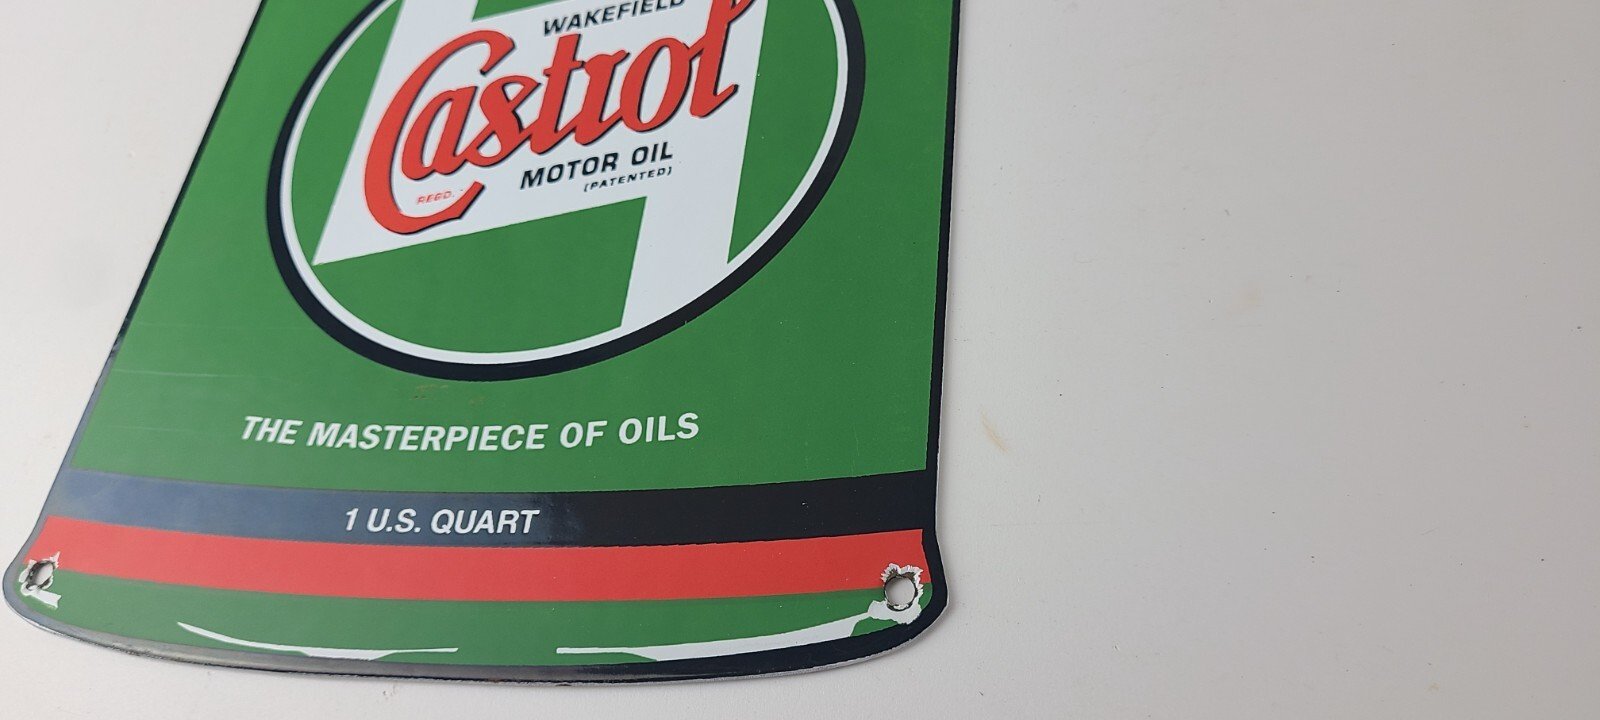 WAKEFIELD
Castrol
REGD.
MOTOR OIL
(PATENTED)
THE MASTERPIECE OF OILS
1 U.S. QUART